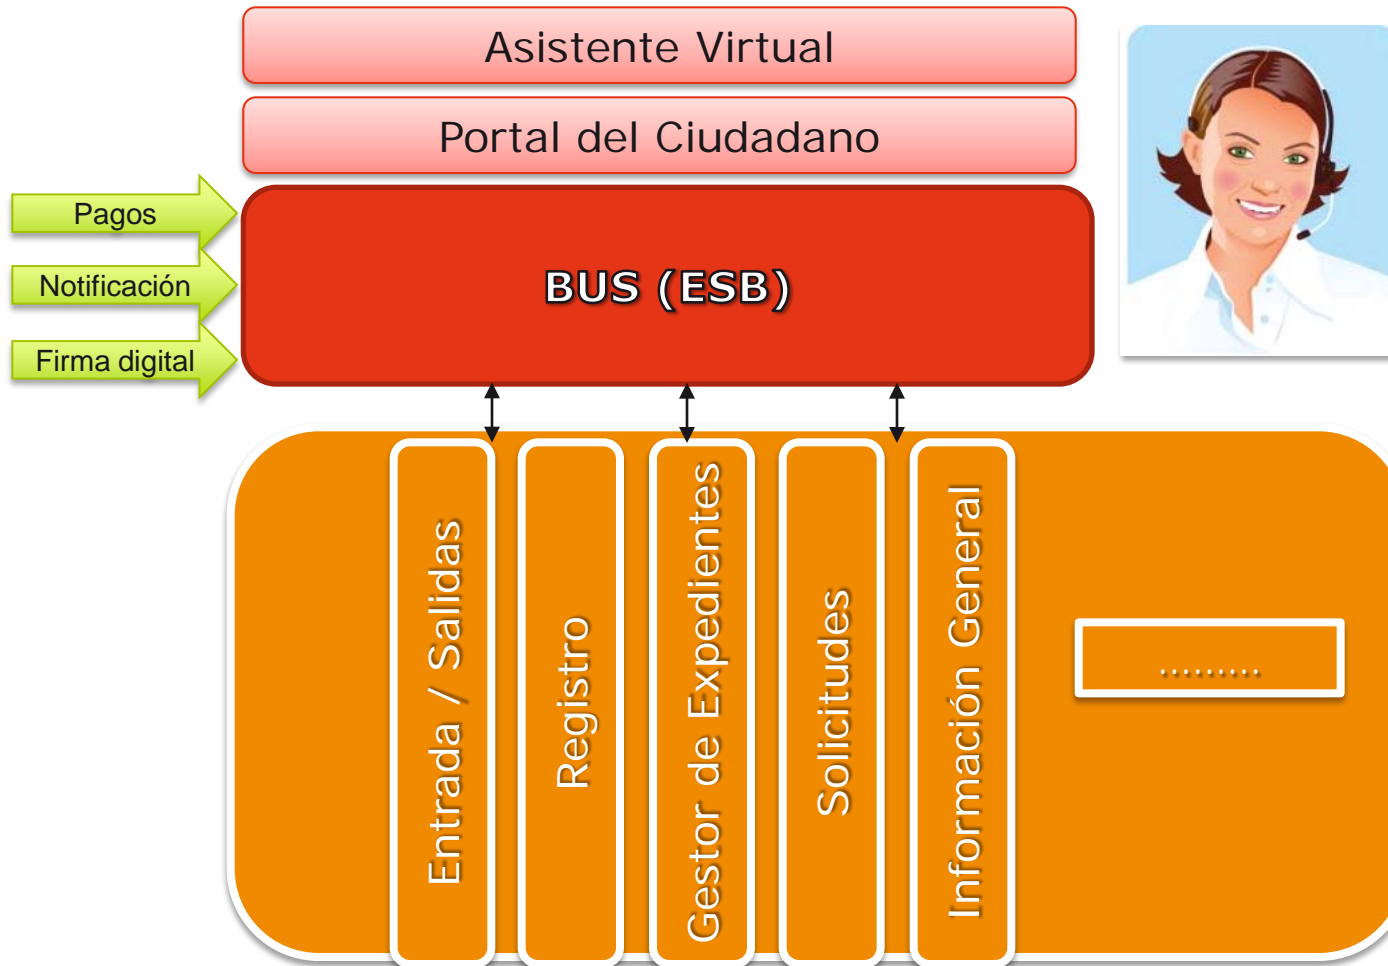 Asistente Virtual
Portal del Ciudadano
Pagos
Notificación
Firma digital
BUS (ESB)
Entrada / Salidas
Registro
Gestor de Expedientes
Solicitudes
Información General
.........